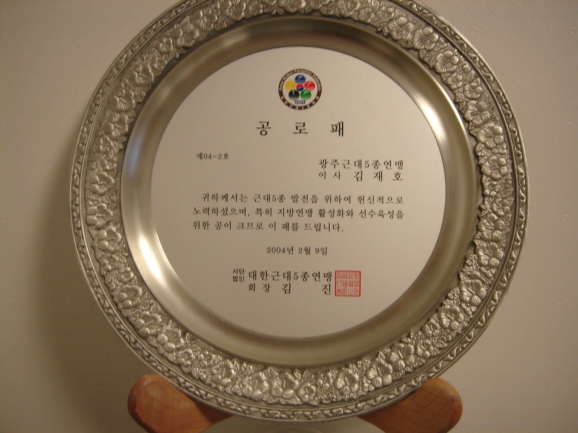 공 로 패
제04-2호
광주근대5종연맹
이사 김 재 호
귀하께서는 근대5종 발전을 위하여 헌신적으로
노력하셨으며, 특히 지방연맹 활성화와 선수육성을
위한 공이 크므로 이 패를 드립니다.
2004년 2월 9일
사단법인 대한근대5종연맹
회장 김 진